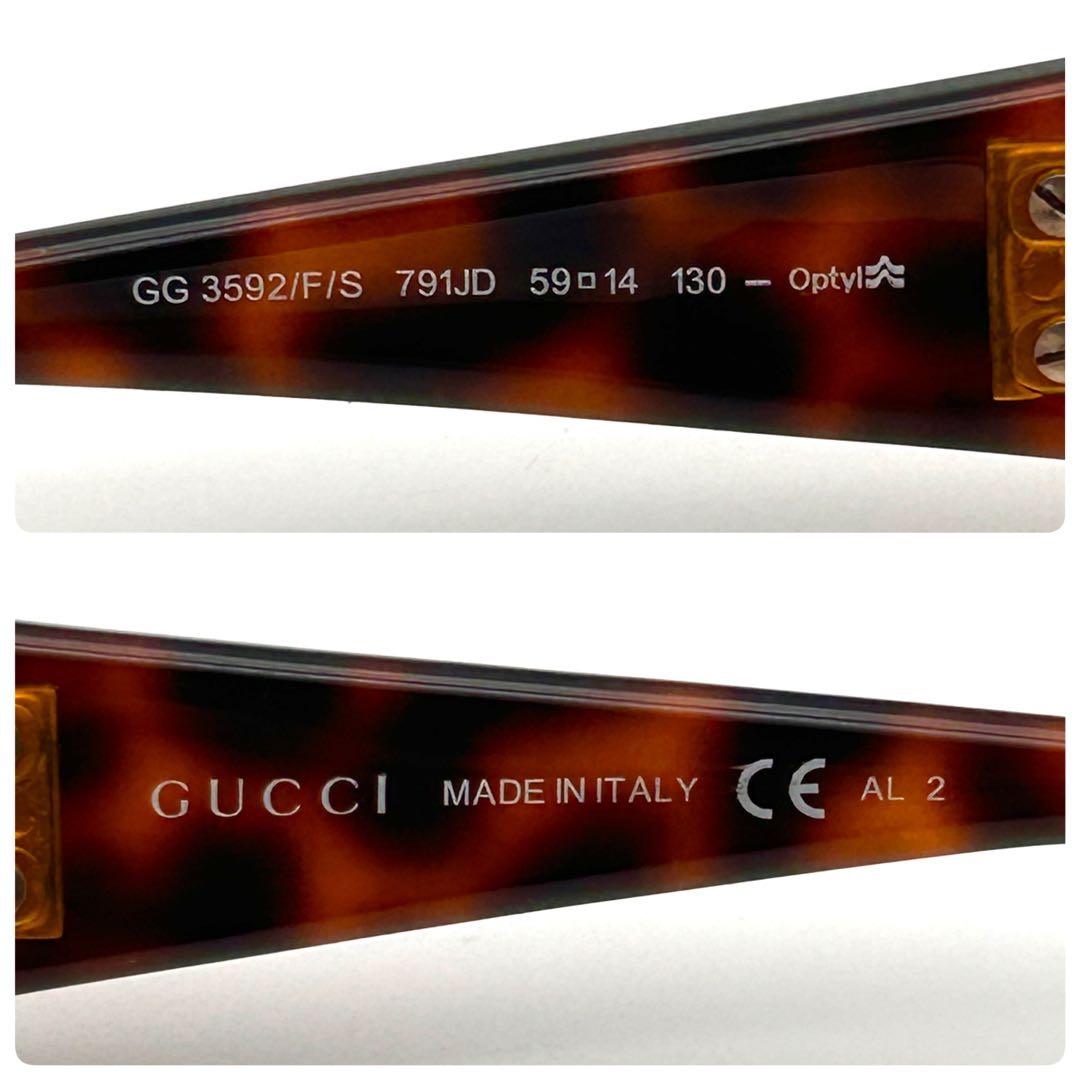 GG 3592/F/S 791JD 59□14 130 – Optyl
GUCCI MADE IN ITALY CE AL 2